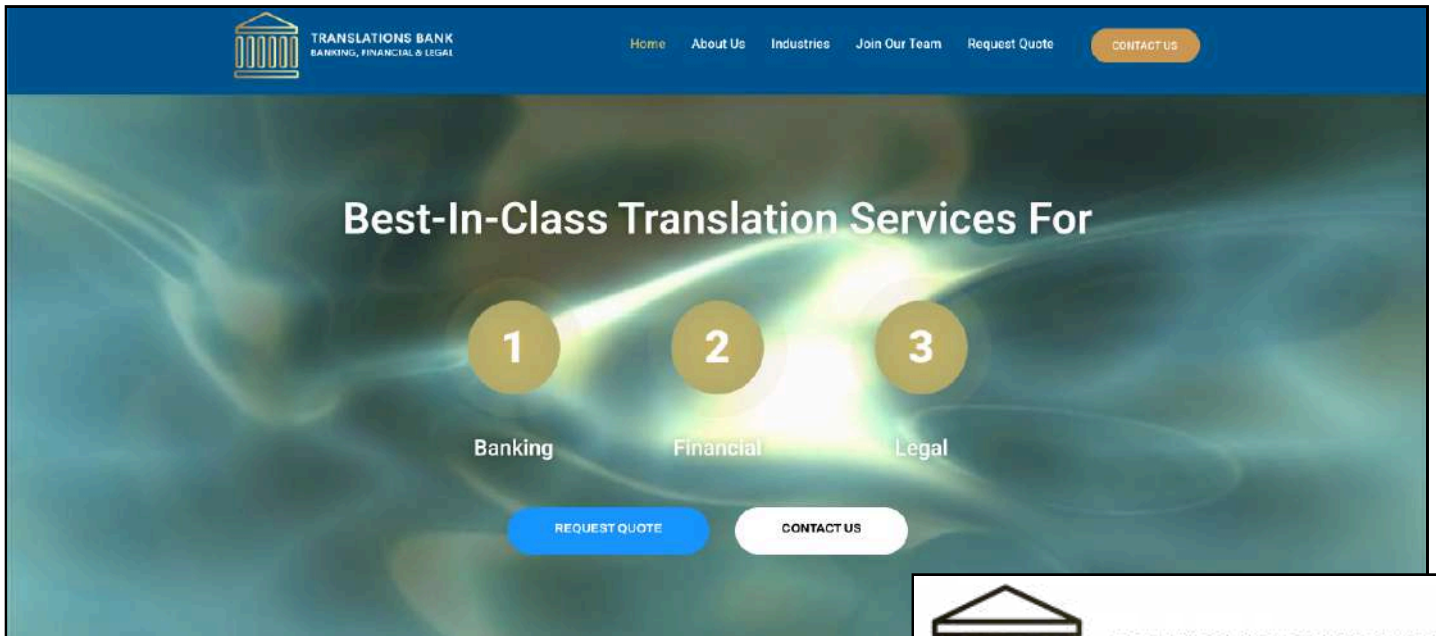 TRANSLATIONS BANK
BANKING, FINANCIAL & LEGAL
Home About Us Industries Join Our Team Request Quote CONTACT US
Best-In-Class Translation Services For
1 2 3
Banking Financial Legal
REQUEST QUOTE CONTACT US